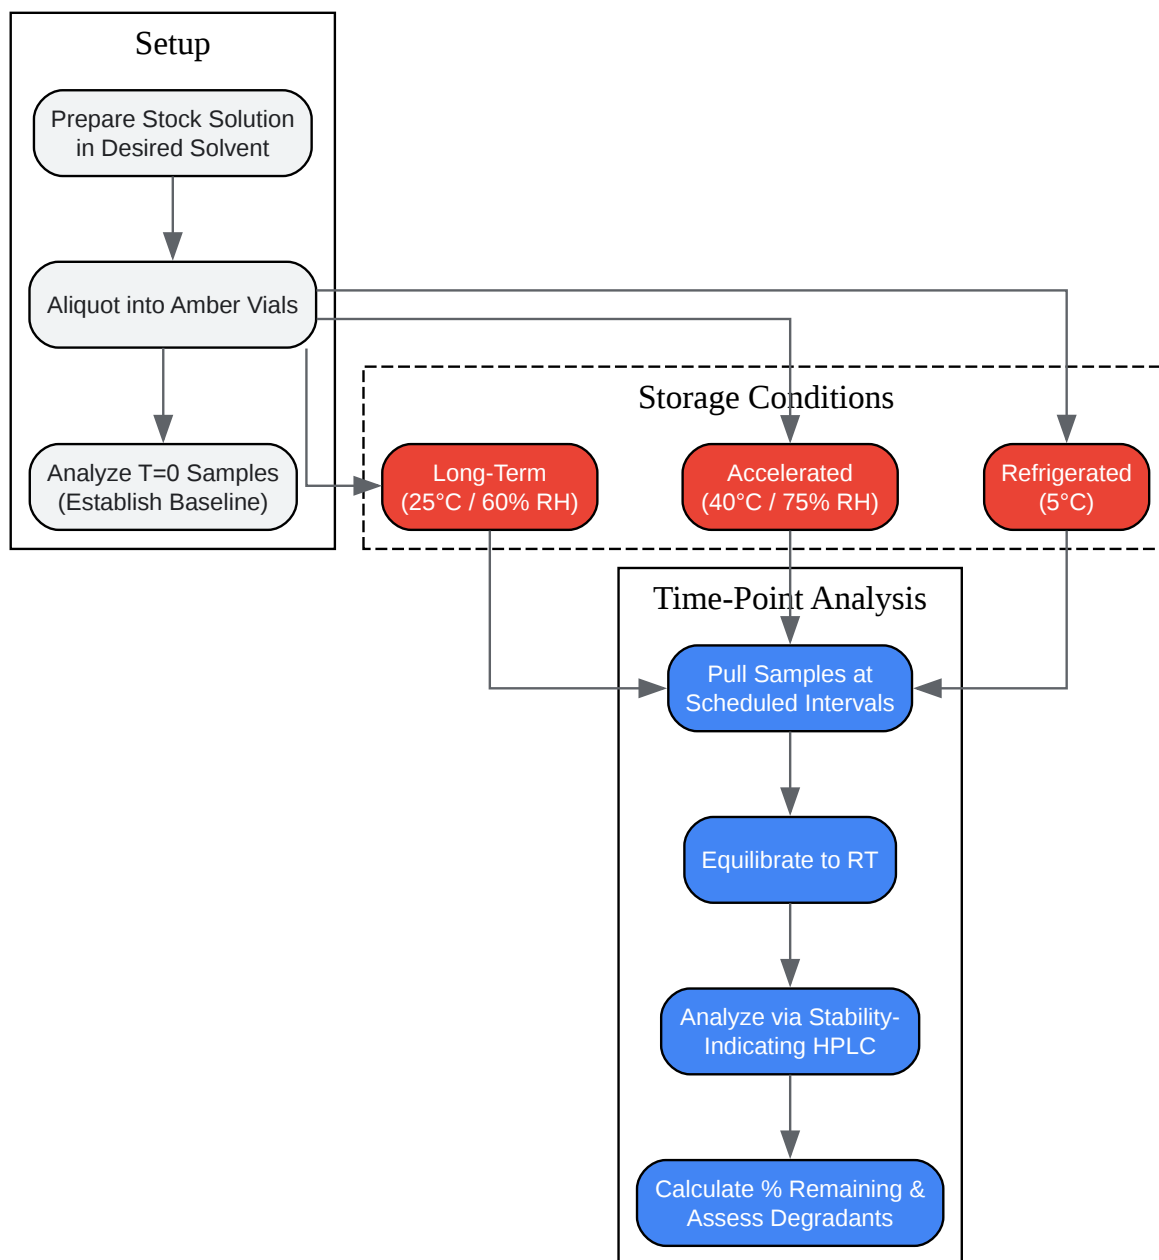 Setup
Prepare Stock Solution
in Desired Solvent
Aliquot into Amber Vials
Analyze T=0 Samples
(Establish Baseline)
Storage Conditions
Long-Term
(25°C / 60% RH)
Accelerated
(40°C / 75% RH)
Refrigerated
(5°C)
Time-Point Analysis
Pull Samples at
Scheduled Intervals
Equilibrate to RT
Analyze via Stability-
Indicating HPLC
Calculate % Remaining &
Assess Degradants